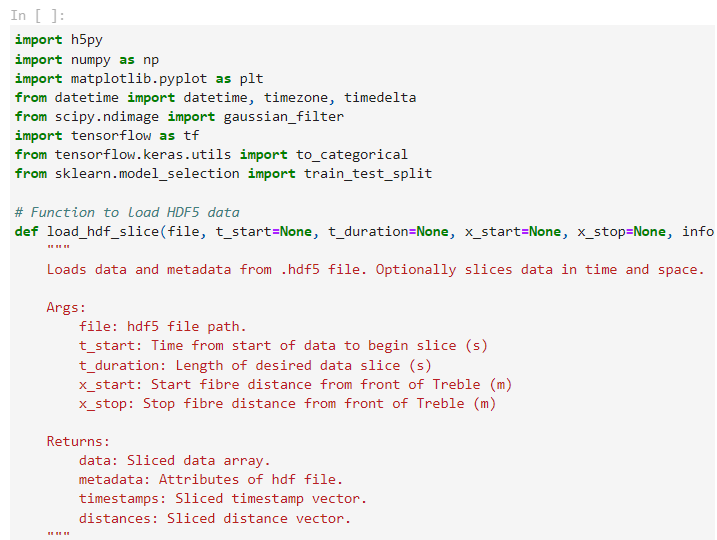 In [ ]:
import h5py
import numpy as np
import matplotlib.pyplot as plt
from datetime import datetime, timezone, timedelta
from scipy.ndimage import gaussian_filter
import tensorflow as tf
from tensorflow.keras.utils import to_categorical
from sklearn.model_selection import train_test_split

# Function to load HDF5 data
def load_hdf_slice(file, t_start=None, t_duration=None, x_start=None, x_stop=None, info
    """
    Loads data and metadata from .hdf5 file. Optionally slices data in time and space.

    Args:
        file: hdf5 file path.
        t_start: Time from start of data to begin slice (s)
        t_duration: Length of desired data slice (s)
        x_start: Start fibre distance from front of Treble (m)
        x_stop: Stop fibre distance from front of Treble (m)

    Returns:
        data: Sliced data array.
        metadata: Attributes of hdf file.
        timestamps: Sliced timestamp vector.
        distances: Sliced distance vector.
    """